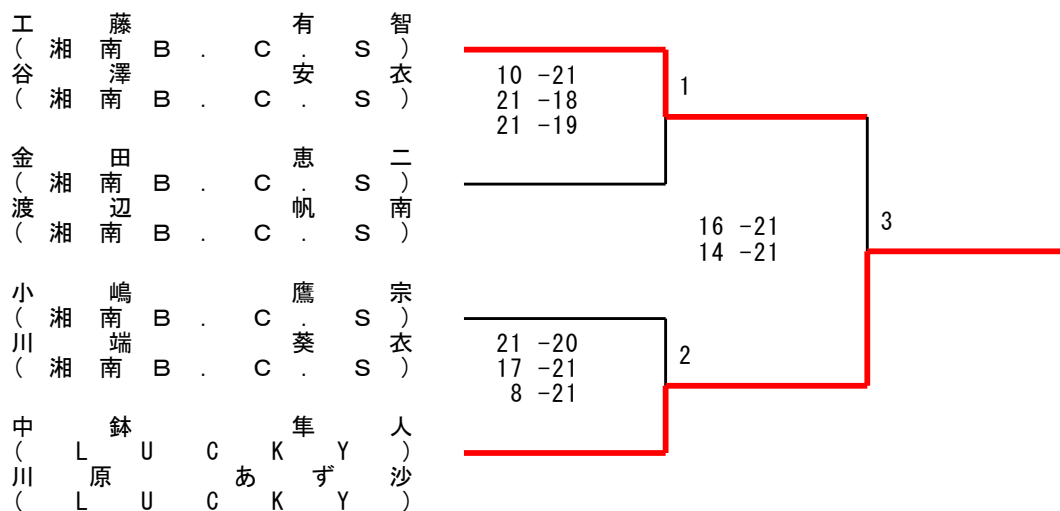 工藤有智
(湘南B.C.S)
谷澤安衣
(湘南B.C.S)
金田恵二
(湘南B.C.S)
渡辺帆南
(湘南B.C.S)
小嶋鷹宗
(湘南B.C.S)
川端葵衣
(湘南B.C.S)
中鉢隼人
(LUCKY)
川原あず沙
(LUCKY)
10 -21
21 -18
21 -19
1
16 -21
14 -21
3
21 -20
17 -21
8 -21
2